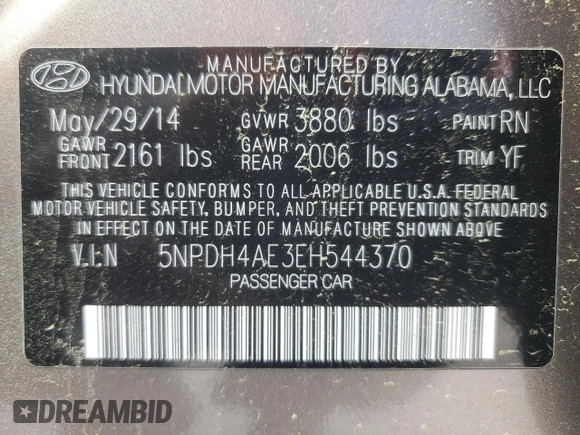 MANUFACTURED BY
HYUNDAI MOTOR MANUFACTURING ALABAMA, LLC
May/29/14 GVWR 3880 lbs PAINT RN
GAWR FRONT 2161 lbs GAWR REAR 2006 lbs TRIM YF
THIS VEHICLE CONFORMS TO ALL APPLICABLE U.S.A. FEDERAL
MOTOR VEHICLE SAFETY, BUMPER, AND THEFT PREVENTION STANDARDS
IN EFFECT ON THE DATE OF MANUFACTURE SHOWN ABOVE.
V.I.N 5NPDH4AE3EH544370
PASSENGER CAR
DREAMBID